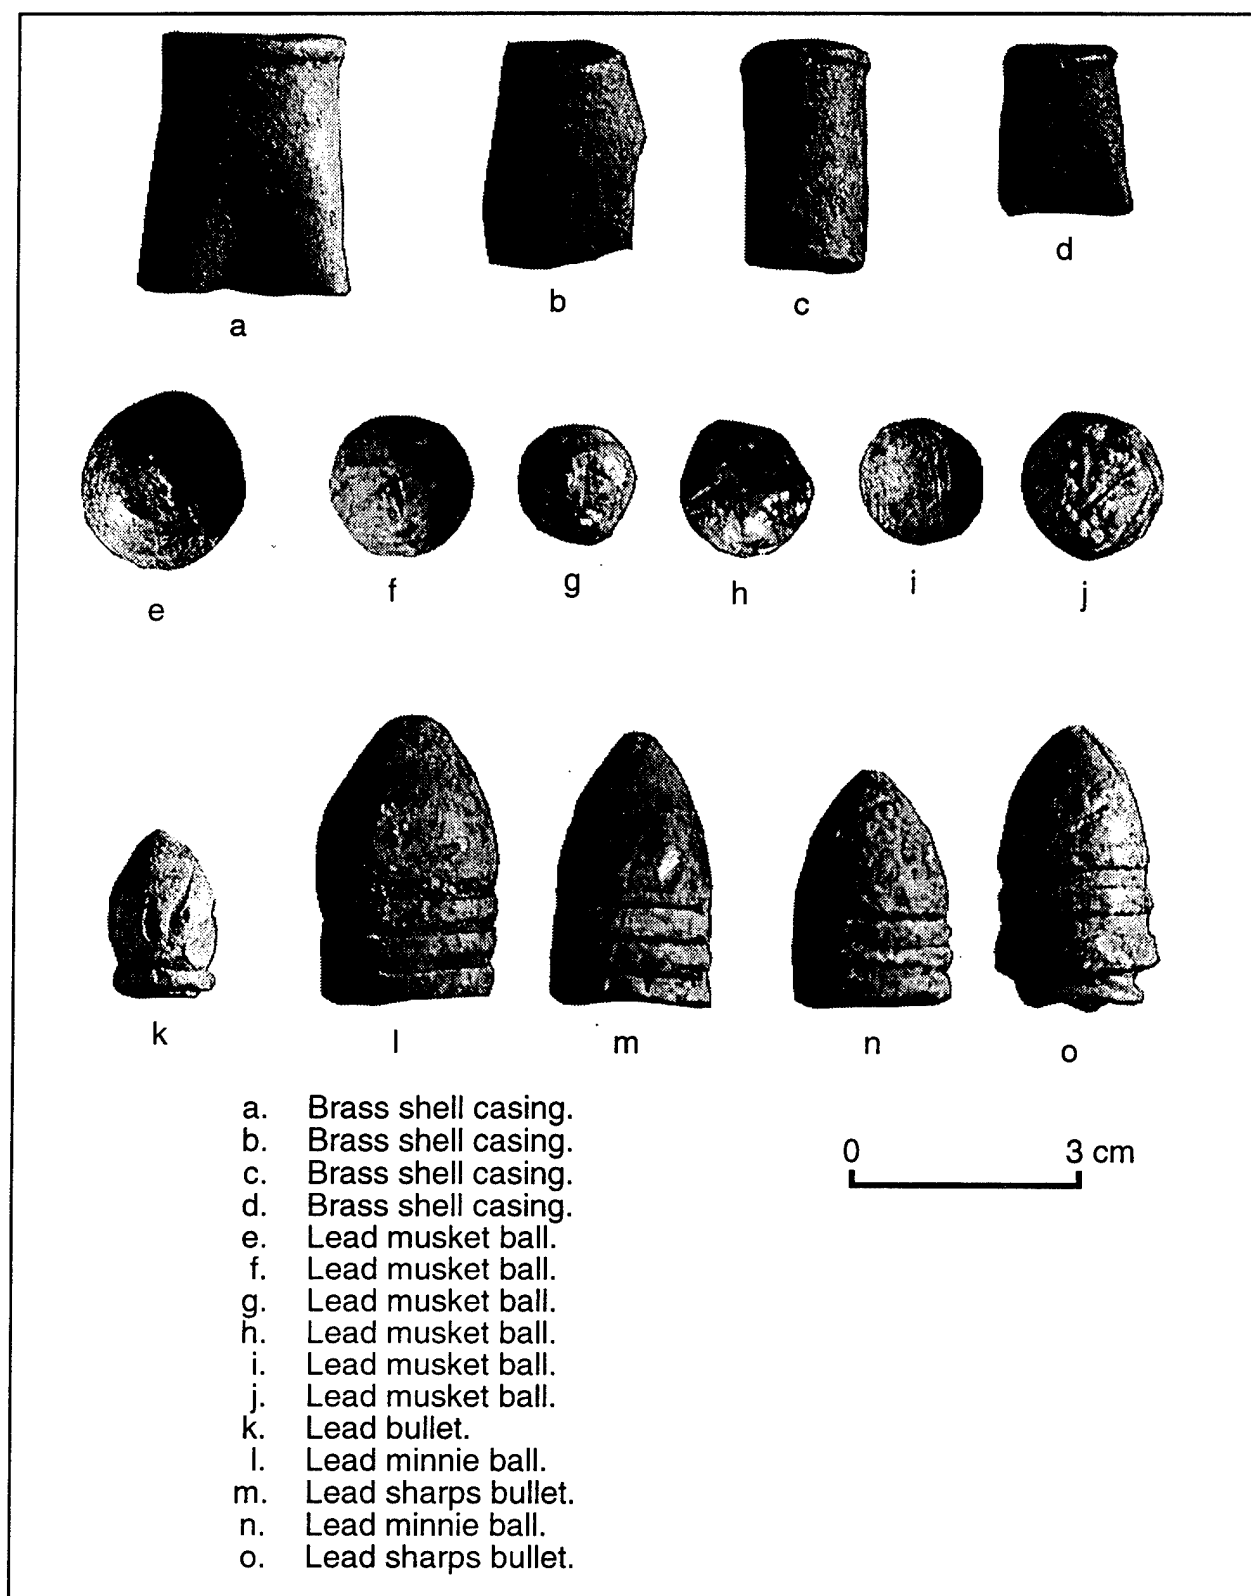 a
b
c
d
e
f
g
h
i
j
k
l
m
n
o
a. Brass shell casing.
b. Brass shell casing.
c. Brass shell casing.
d. Brass shell casing.
e. Lead musket ball.
f. Lead musket ball.
g. Lead musket ball.
h. Lead musket ball.
i. Lead musket ball.
j. Lead musket ball.
k. Lead bullet.
l. Lead minnie ball.
m. Lead sharps bullet.
n. Lead minnie ball.
o. Lead sharps bullet.
0 3 cm